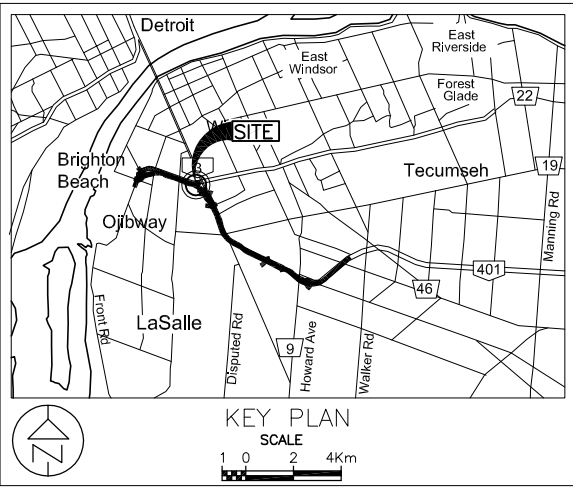 Detroit
East
Riverside
East
Windsor
Forest
Glade
22
SITE
3
Brighton
Beach
Tecumseh
19
Manning Rd
Ojibway
401
46
Front Rd
LaSalle
Disputed Rd
9
Howard Ave
Walker Rd
KEY PLAN
SCALE
1 0 2 4Km
N